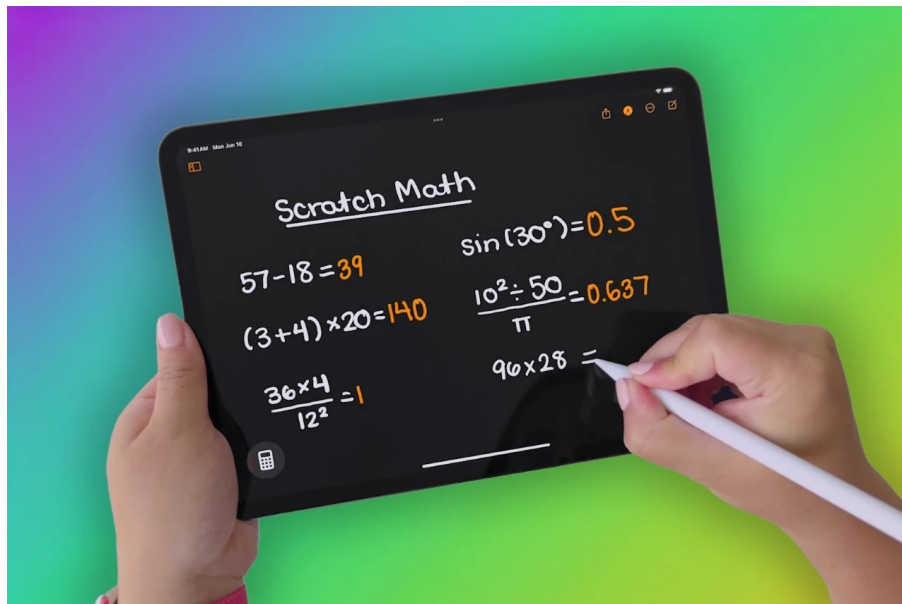 9:41 AM Mon Jun 10
Scratch Math
57-18=39
(3+4)×20=140
36×4
12²
=1
sin(30°)=0.5
10²÷50
π
=0.637
96×28 =